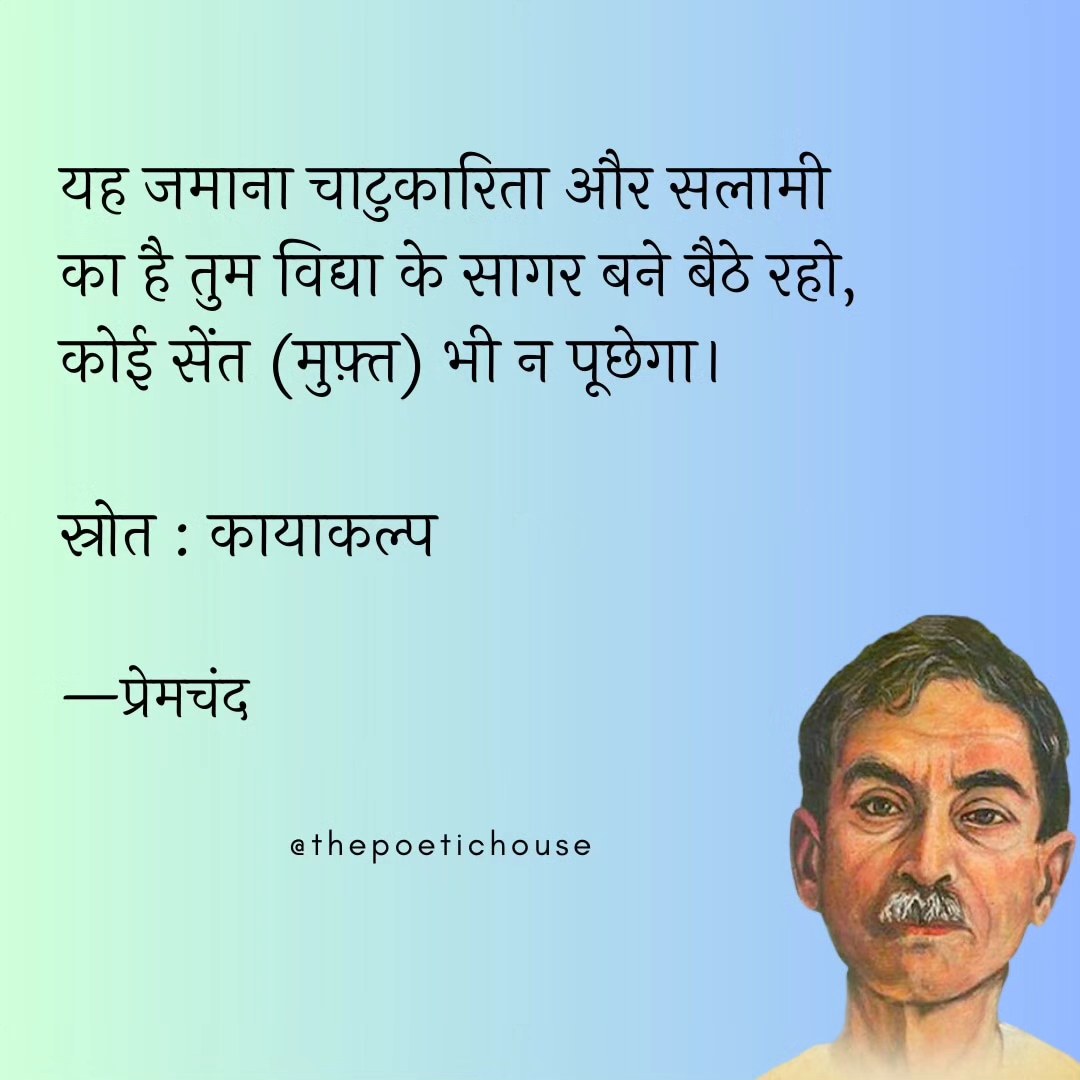 यह जमाना चाटुकारिता और सलामी
का है तुम विद्या के सागर बने बैठे रहो,
कोई सेंत (मुफ़्त) भी न पूछेगा।
स्रोत : कायाकल्प
—प्रेमचंद
@thepoetichouse